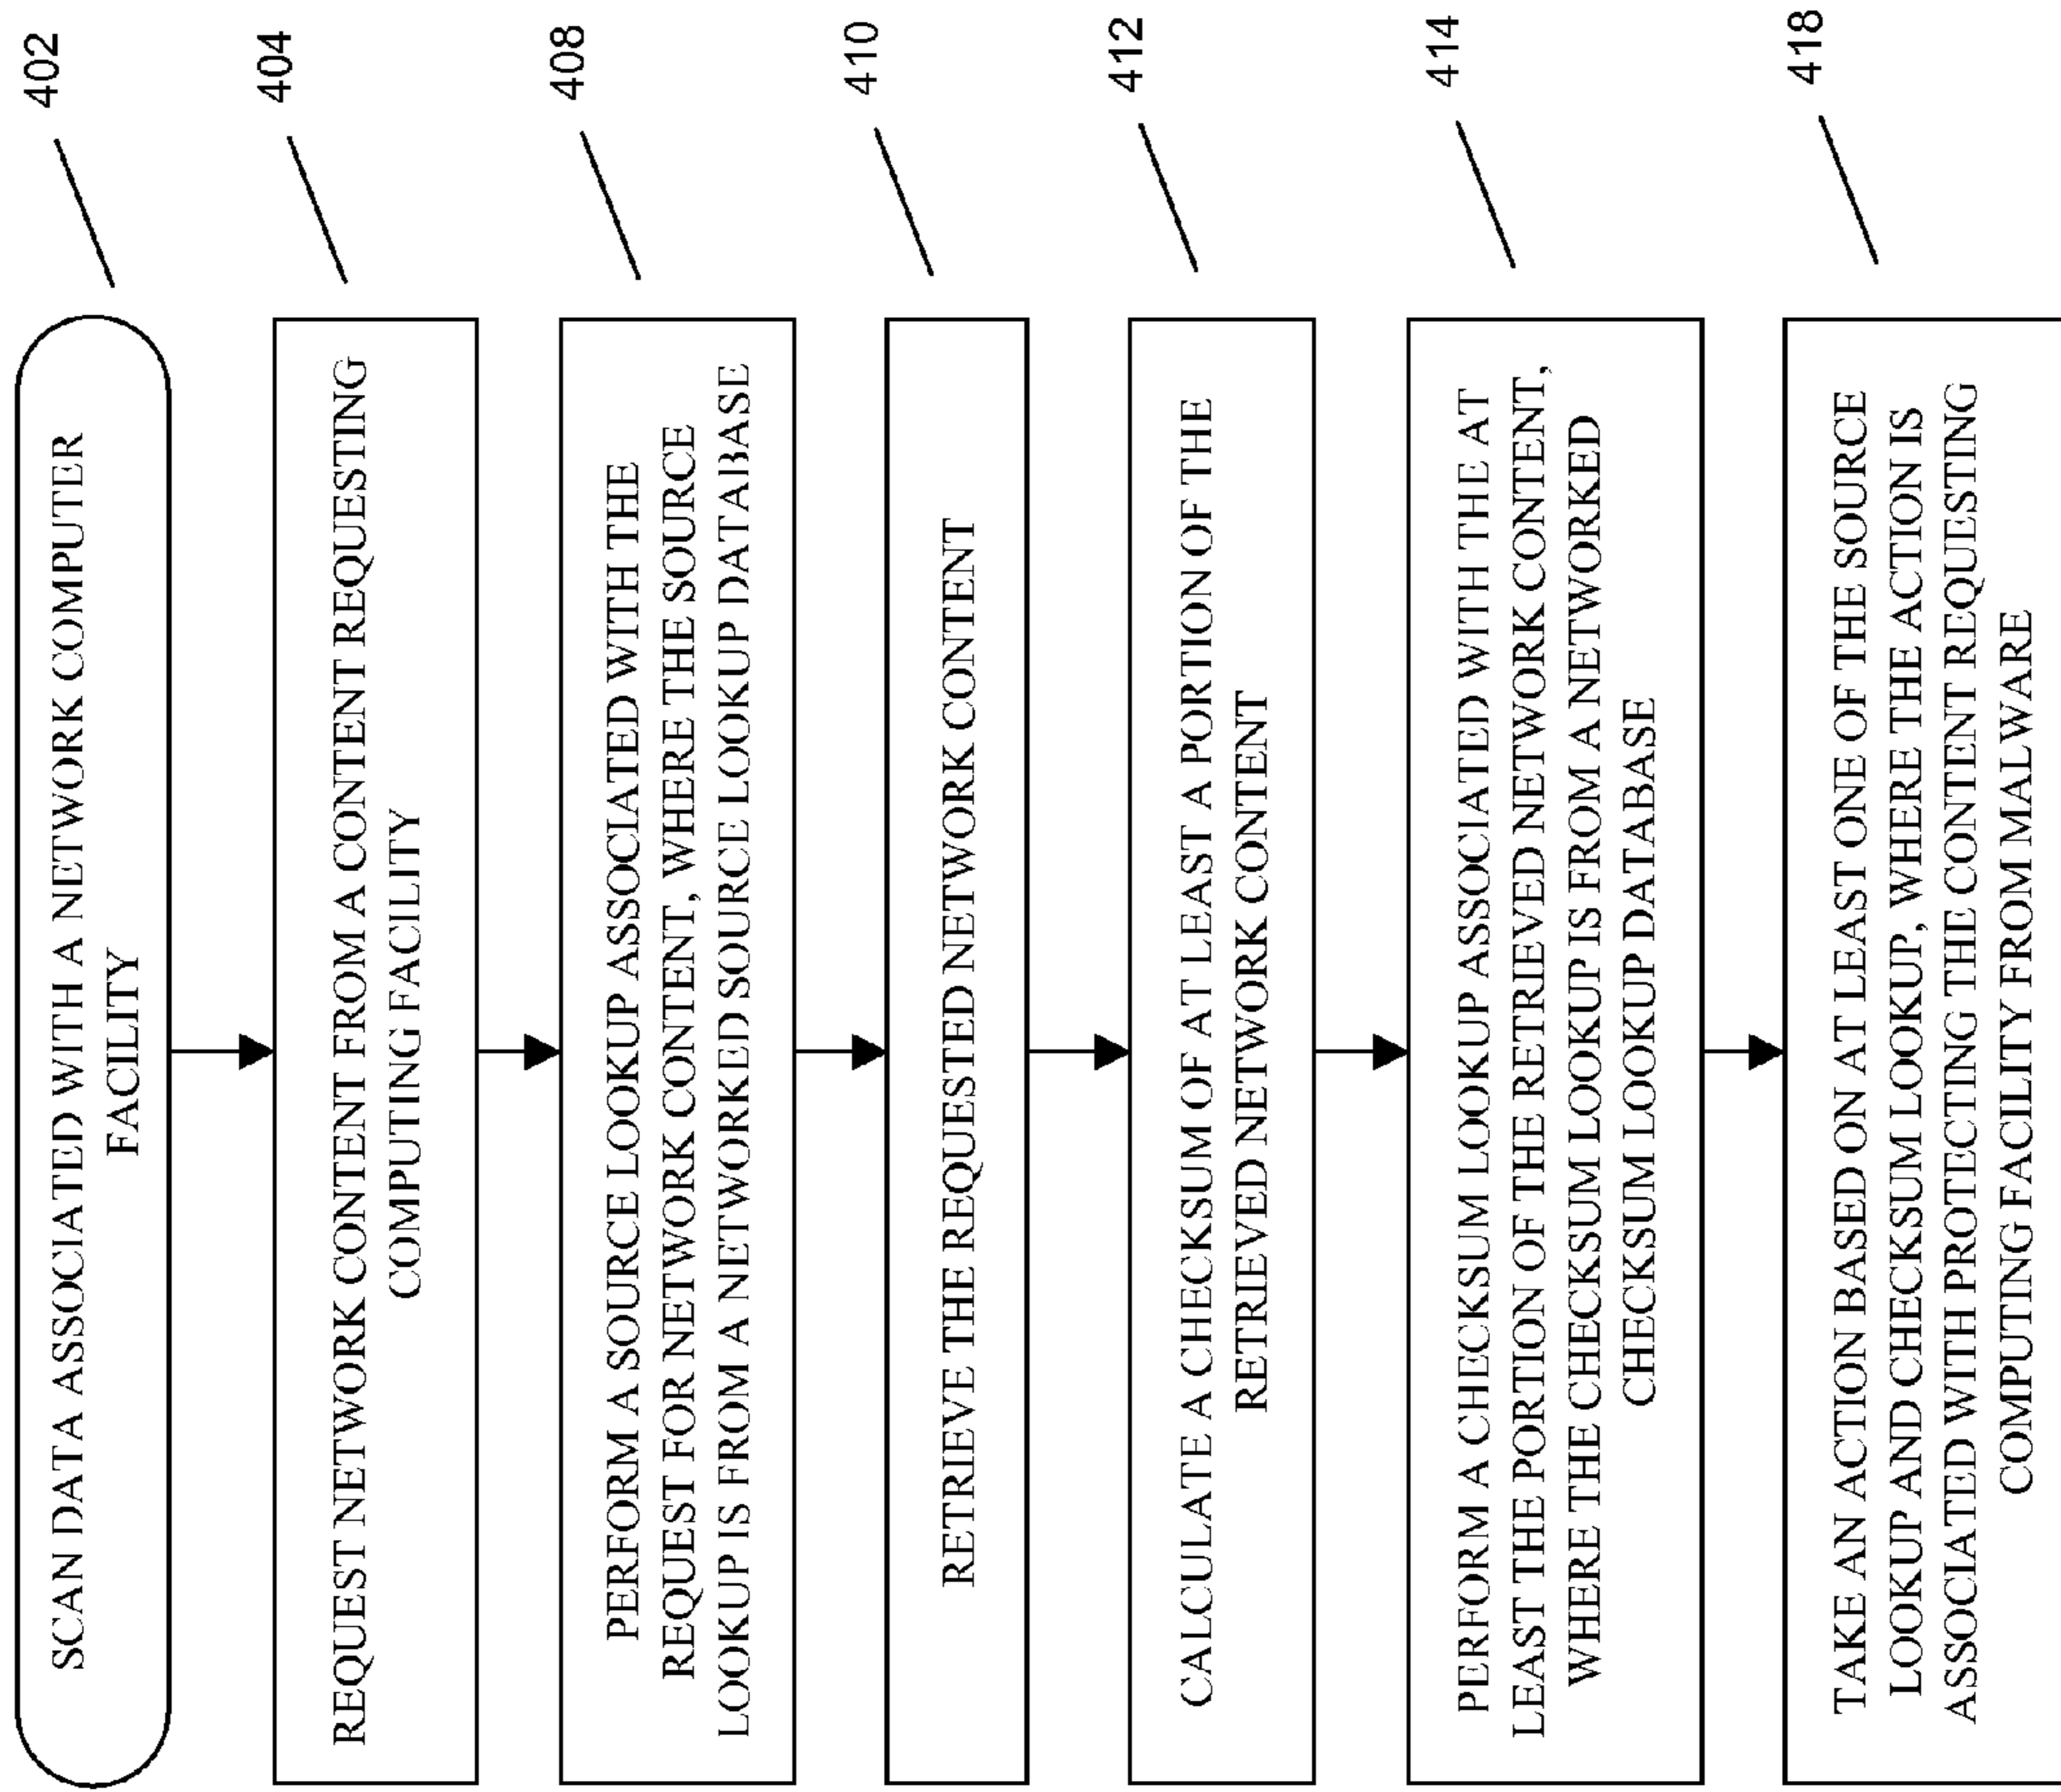 402
SCAN DATA ASSOCIATED WITH A NETWORK COMPUTER
FACILITY
404
REQUEST NETWORK CONTENT FROM A CONTENT REQUESTING
COMPUTING FACILITY
408
PERFORM A SOURCE LOOKUP ASSOCIATED WITH THE
REQUEST FOR NETWORK CONTENT, WHERE THE SOURCE
LOOKUP IS FROM A NETWORKED SOURCE LOOKUP DATABASE
410
RETRIEVE THE REQUESTED NETWORK CONTENT
412
CALCULATE A CHECKSUM OF AT LEAST A PORTION OF THE
RETRIEVED NETWORK CONTENT
414
PERFORM A CHECKSUM LOOKUP ASSOCIATED WITH THE AT
LEAST THE PORTION OF THE RETRIEVED NETWORK CONTENT,
WHERE THE CHECKSUM LOOKUP IS FROM A NETWORKED
CHECKSUM LOOKUP DATABASE
418
TAKE AN ACTION BASED ON AT LEAST ONE OF THE SOURCE
LOOKUP AND CHECKSUM LOOKUP, WHERE THE ACTION IS
ASSOCIATED WITH PROTECTING THE CONTENT REQUESTING
COMPUTING FACILITY FROM MALWARE